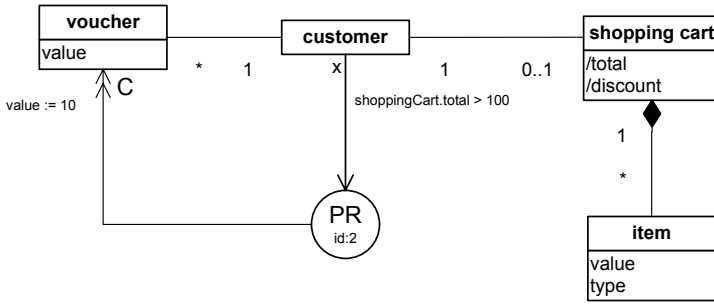 voucher
value
customer
shopping cart
/total
/discount
*
1
x
1
0..1
C
value := 10
shoppingCart.total > 100
1
*
PR
id:2
item
value
type